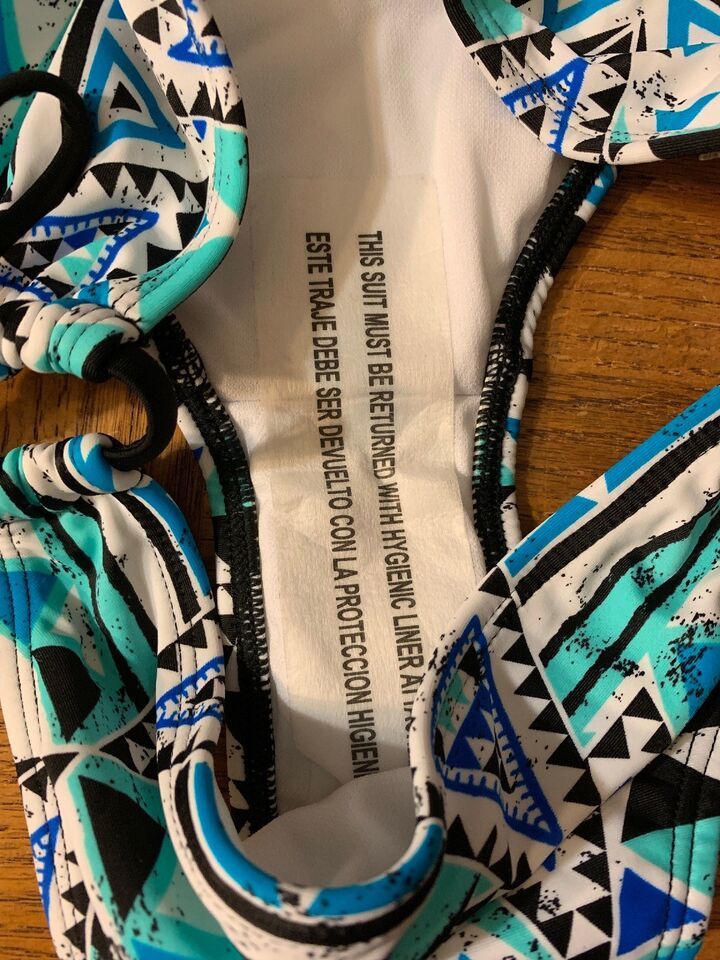 THIS SUIT MUST BE RETURNED WITH HYGIENIC LINER
ESTE TRAJE DEBE SER DEVUELTO CON LA PROTECCION